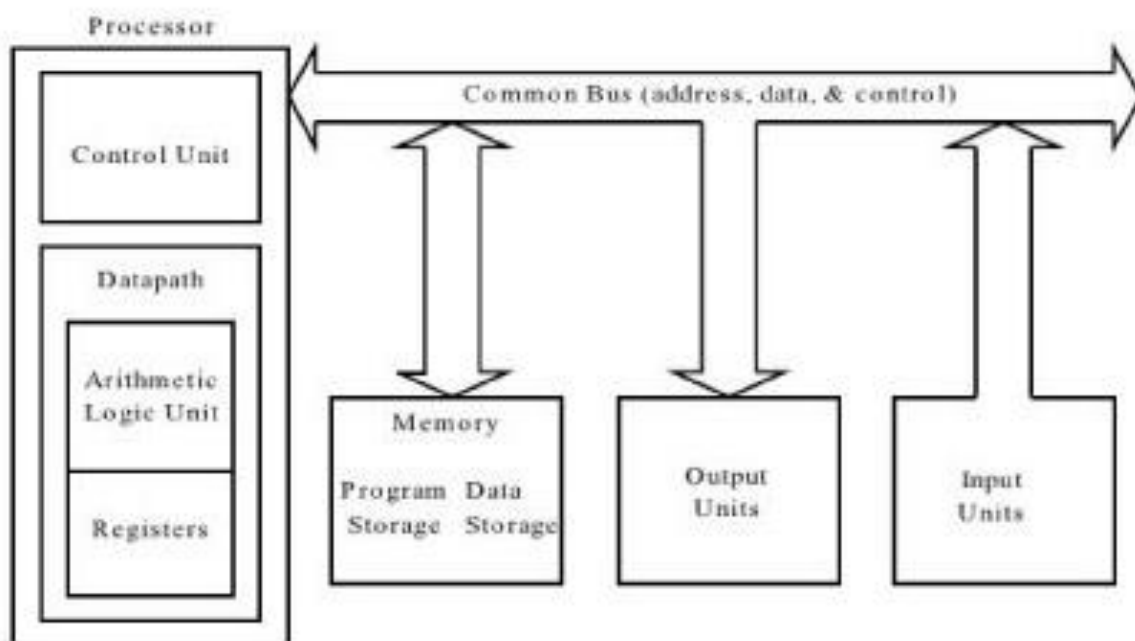 Processor
Common Bus (address, data, & control)
Control Unit
Datapath
Arithmetic
Logic Unit
Registers
Memory
Program Data
Storage Storage
Output
Units
Input
Units